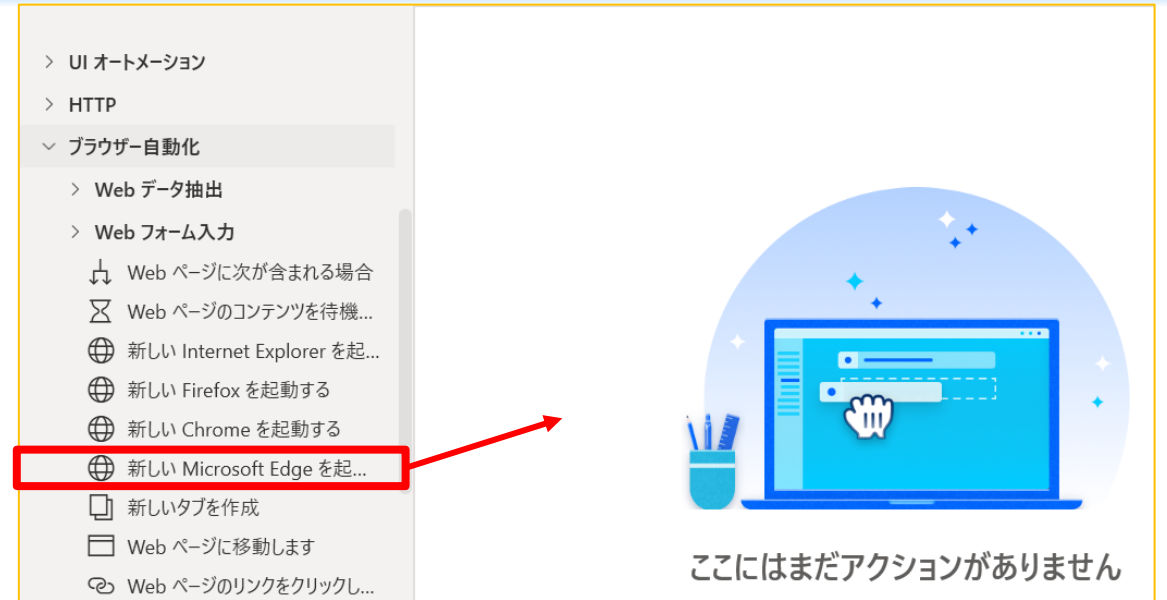 UI オートメーション
HTTP
ブラウザー自動化
Web データ抽出
Web フォーム入力
Web ページに次が含まれる場合
Web ページのコンテンツを待機...
新しい Internet Explorer を起...
新しい Firefox を起動する
新しい Chrome を起動する
新しい Microsoft Edge を起...
新しいタブを作成
Web ページに移動します
Web ページのリンクをクリックし...
ここにはまだアクションがありません